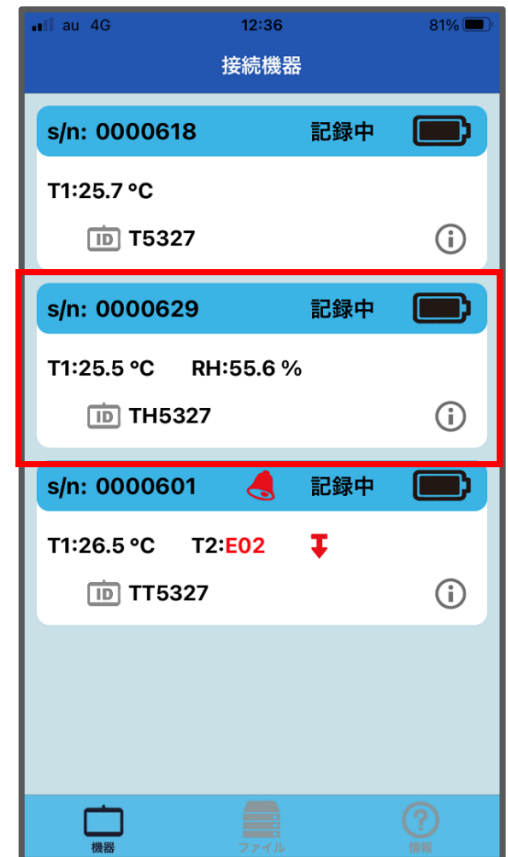 au 4G 12:36 81%
接続機器
s/n: 0000618 記録中
T1:25.7 °C
ID T5327
s/n: 0000629 記録中
T1:25.5 °C RH:55.6 %
ID TH5327
s/n: 0000601 記録中
T1:26.5 °C T2:E02
ID TT5327
機器 ファイル 情報